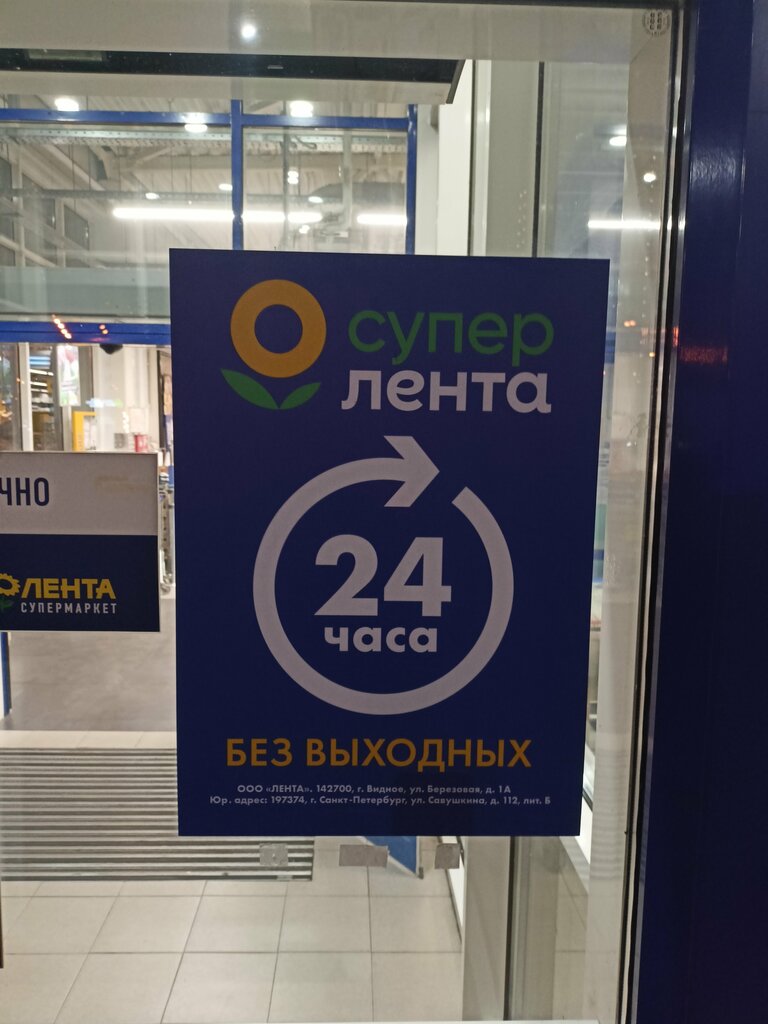 супер
лента
24
часа
БЕЗ ВЫХОДНЫХ
ООО «ЛЕНТА». 142700, г. Видное, ул. Березовая, д. 1А
Юр. адрес: 197374, г. Санкт-Петербург, ул. Савушкина, д. 112, лит. Б
ЧНО
ЛЕНТА
СУПЕРМАРКЕТ